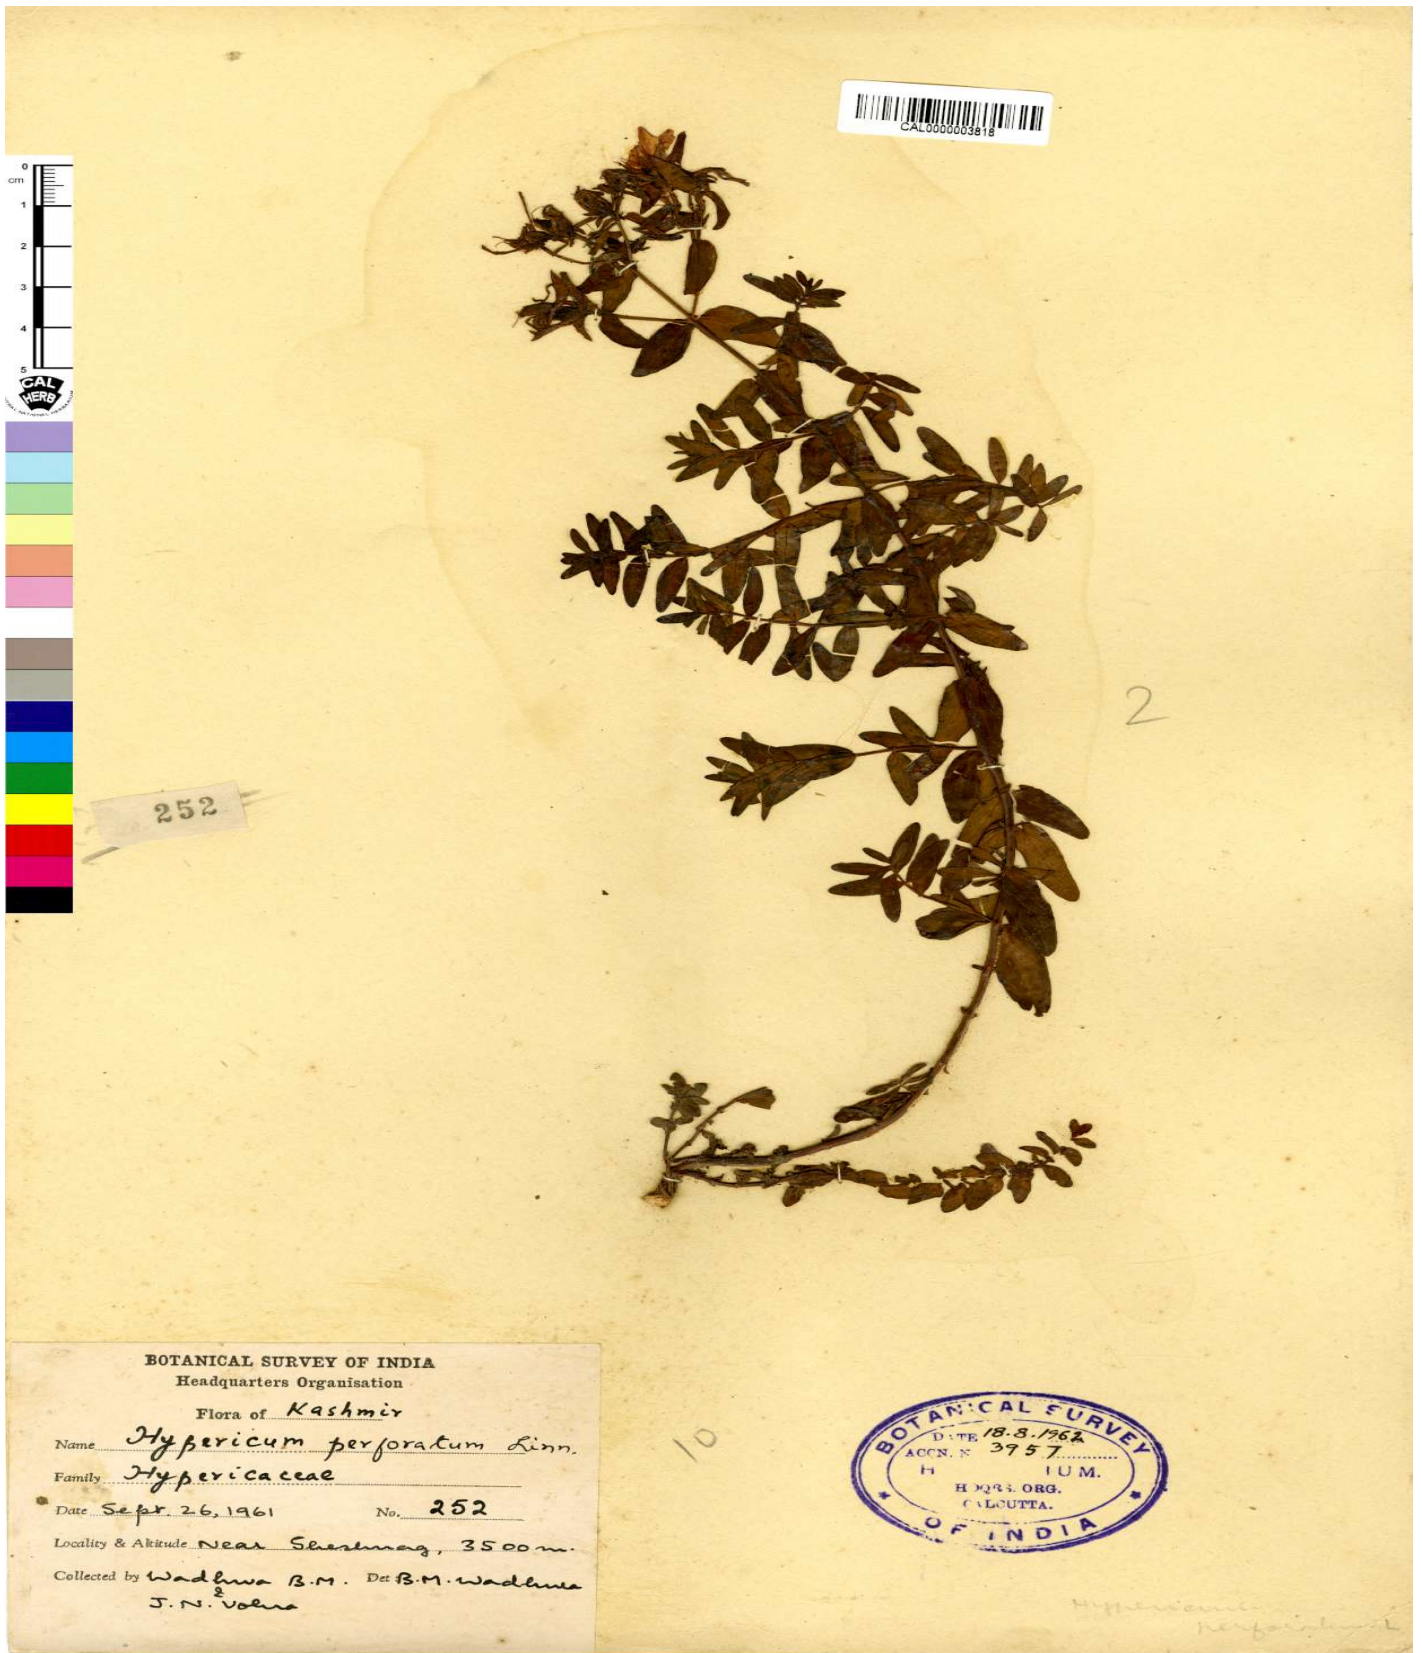 CAL0000003818
0
cm
1
2
3
4
5
CAL
HERB
2
252
BOTANICAL SURVEY OF INDIA
Headquarters Organisation
Flora of Kashmir
Name Hypericum perforatum Linn.
Family Hypericaceae
Date Sept. 26, 1961 No. 252
Locality & Altitude Near Sheshnag, 3500 m.
Collected by Wadhwa B.M. Det B.M. Wadhwa
& J.N. Vohra
10
BOTANICAL SURVEY
DATE 18.8.1962
ACCN. N 3957
H IUM.
HDQRS. ORG.
CALCUTTA.
OF INDIA
Hypericum
perforatum L